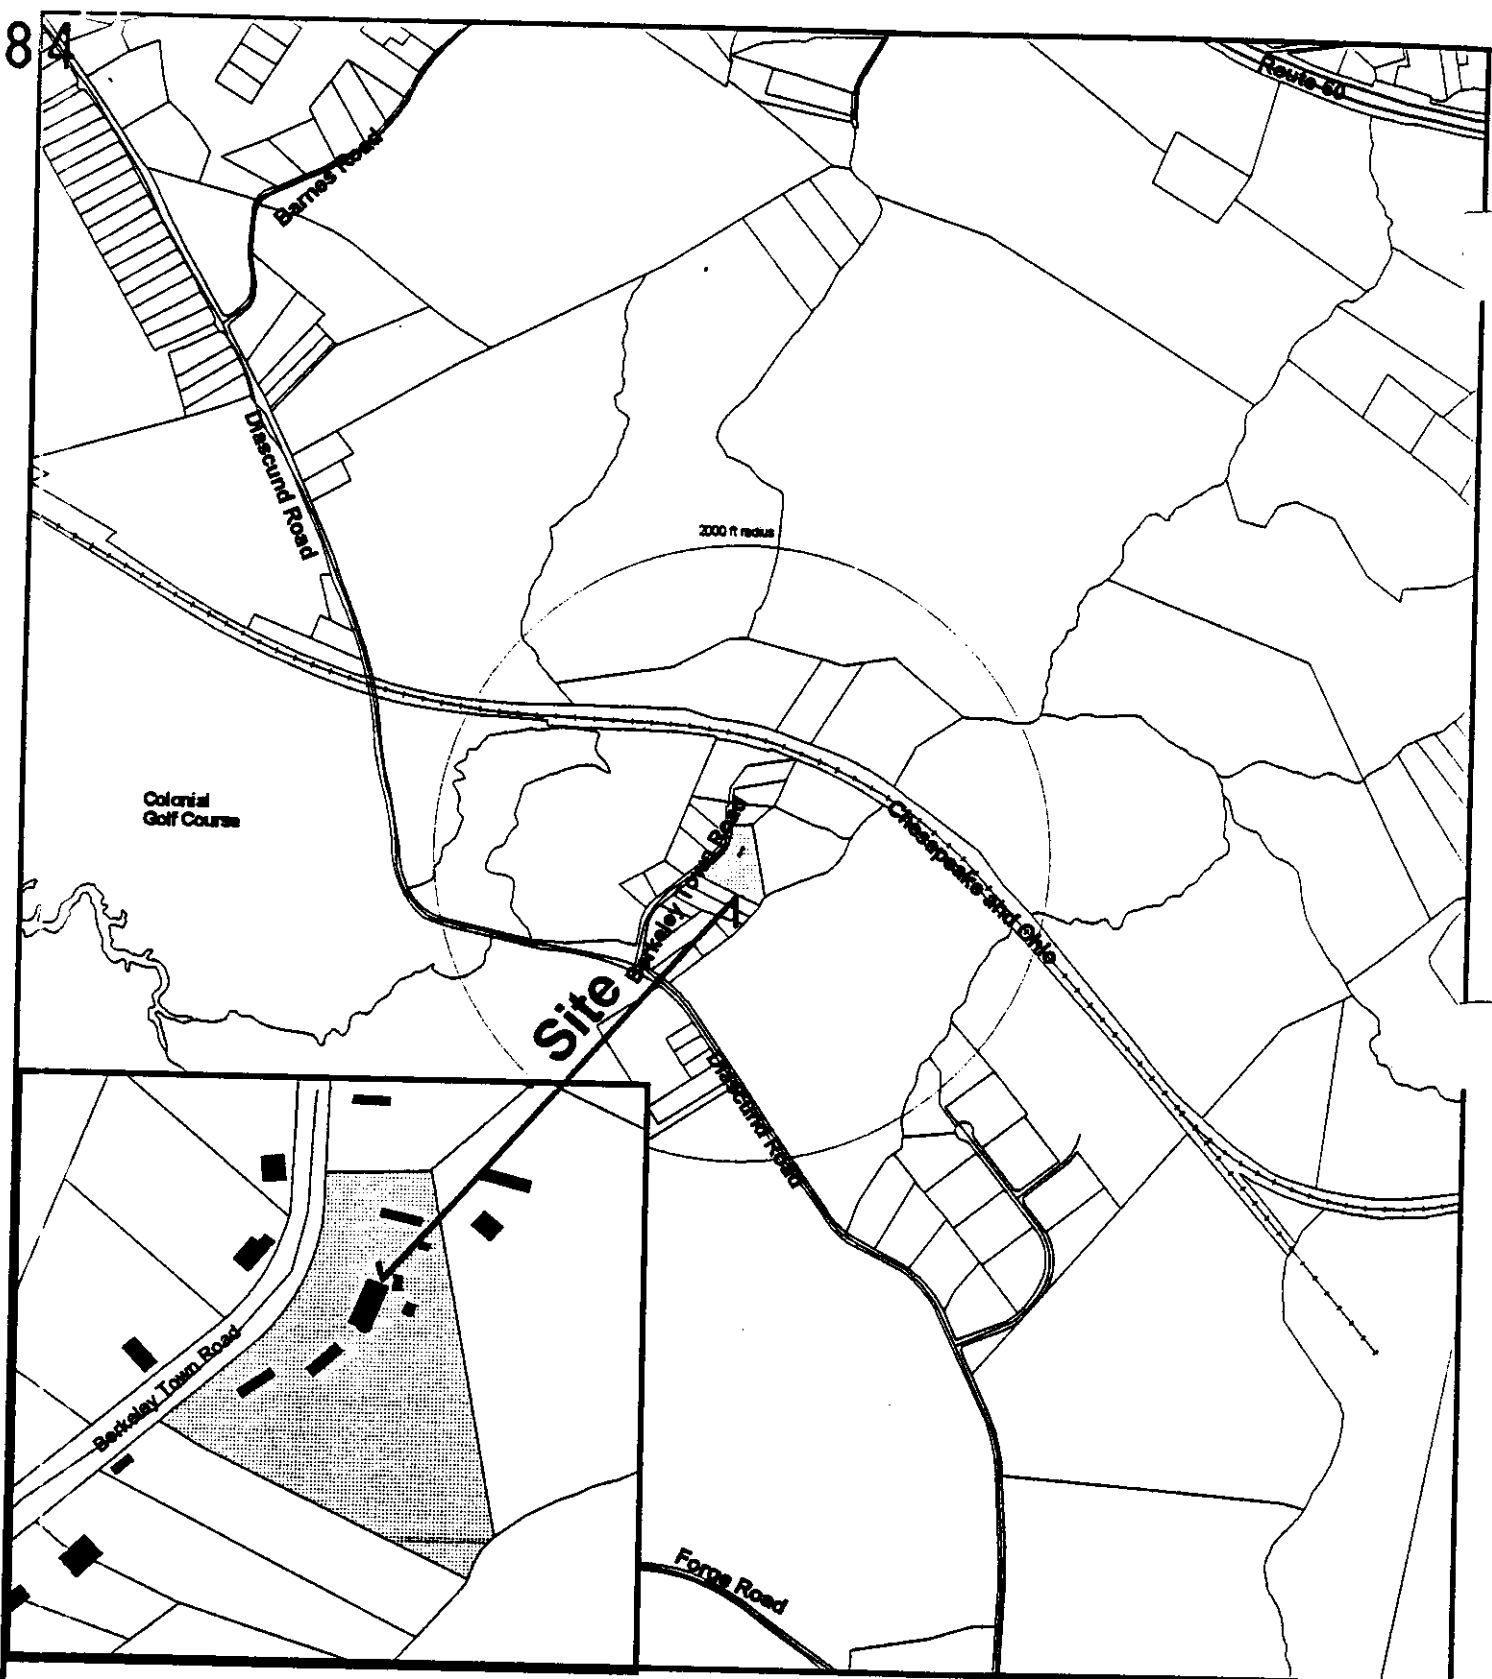 84
Route 60
Barnes Road
Diascund Road
2000 ft radius
Colonial
Golf Course
Berkeley Town Road
Chesapeake and Ohio
Site
Diascund Road
Berkeley Town Road
Forge Road